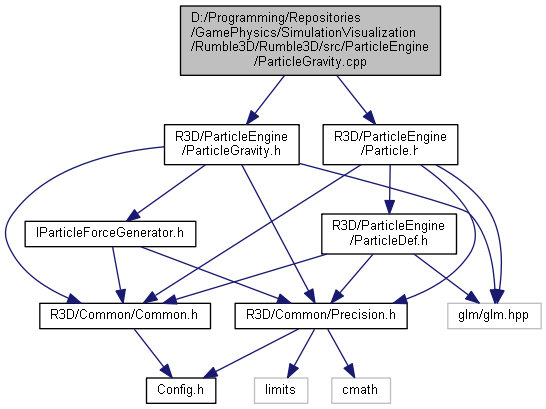 D:/Programming/Repositories
/GamePhysics/SimulationVisualization
/Rumble3D/Rumble3D/src/ParticleEngine
/ParticleGravity.cpp
R3D/ParticleEngine
/ParticleGravity.h
R3D/ParticleEngine
/Particle.h
IParticleForceGenerator.h
R3D/ParticleEngine
/ParticleDef.h
R3D/Common/Common.h
R3D/Common/Precision.h
glm/glm.hpp
Config.h
limits
cmath